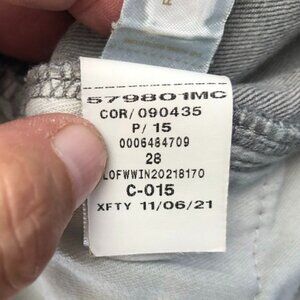 579801MC
COR/090435
P/ 15
0006484709
28
LOFWWIN20218170
C-015
XFTY 11/06/21